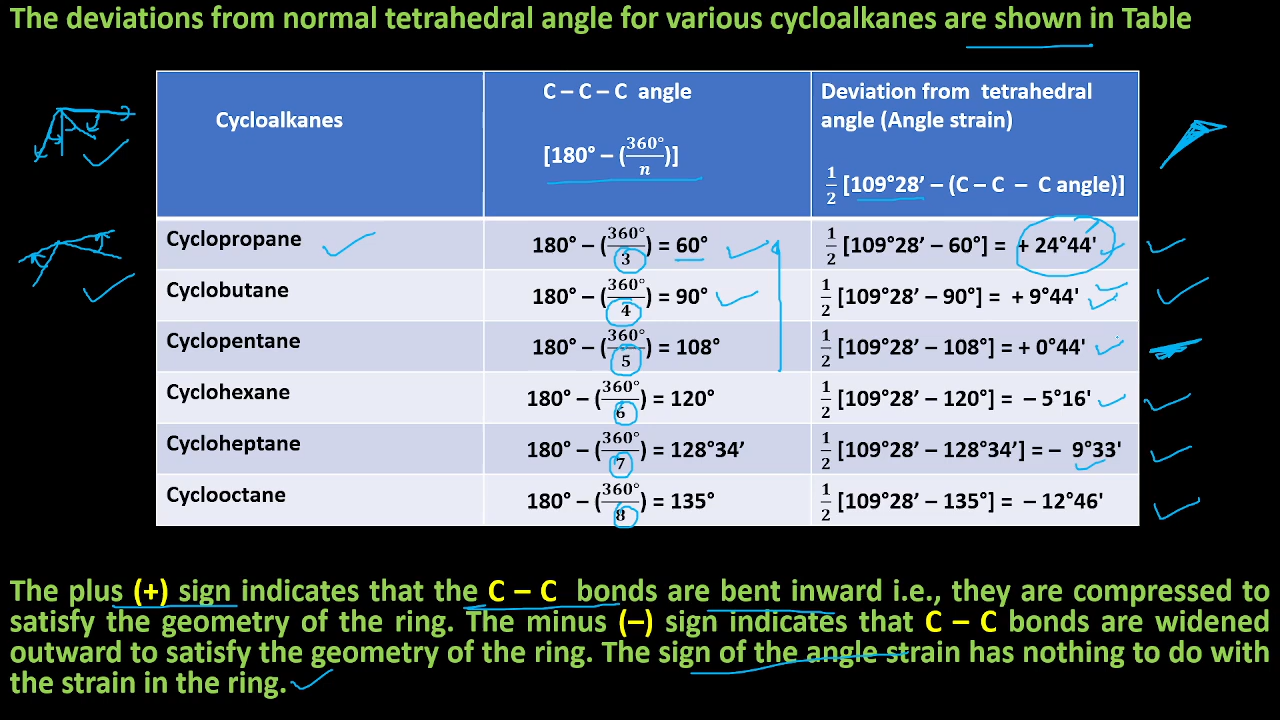 The deviations from normal tetrahedral angle for various cycloalkanes are shown in Table
Cycloalkanes
C – C – C angle
[180° – (360°/n)]
Deviation from tetrahedral
angle (Angle strain)
1/2 [109°28’ – (C – C – C angle)]
Cyclopropane
180° – (360°/3) = 60°
1/2 [109°28’ – 60°] = + 24°44'
Cyclobutane
180° – (360°/4) = 90°
1/2 [109°28’ – 90°] = + 9°44'
Cyclopentane
180° – (360°/5) = 108°
1/2 [109°28’ – 108°] = + 0°44'
Cyclohexane
180° – (360°/6) = 120°
1/2 [109°28’ – 120°] = – 5°16'
Cycloheptane
180° – (360°/7) = 128°34’
1/2 [109°28’ – 128°34’] = – 9°33'
Cyclooctane
180° – (360°/8) = 135°
1/2 [109°28’ – 135°] = – 12°46'
The plus (+) sign indicates that the C – C bonds are bent inward i.e., they are compressed to
satisfy the geometry of the ring. The minus (–) sign indicates that C – C bonds are widened
outward to satisfy the geometry of the ring. The sign of the angle strain has nothing to do with
the strain in the ring.